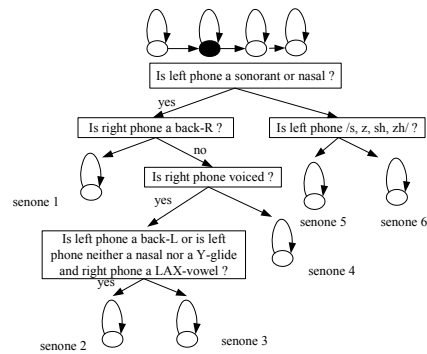 Is left phone a sonorant or nasal ?
yes
Is right phone a back-R ?
Is left phone /s, z, sh, zh/ ?
no
Is right phone voiced ?
senone 1
yes
senone 5
senone 6
Is left phone a back-L or is left
phone neither a nasal nor a Y-glide
and right phone a LAX-vowel ?
senone 4
yes
senone 2
senone 3